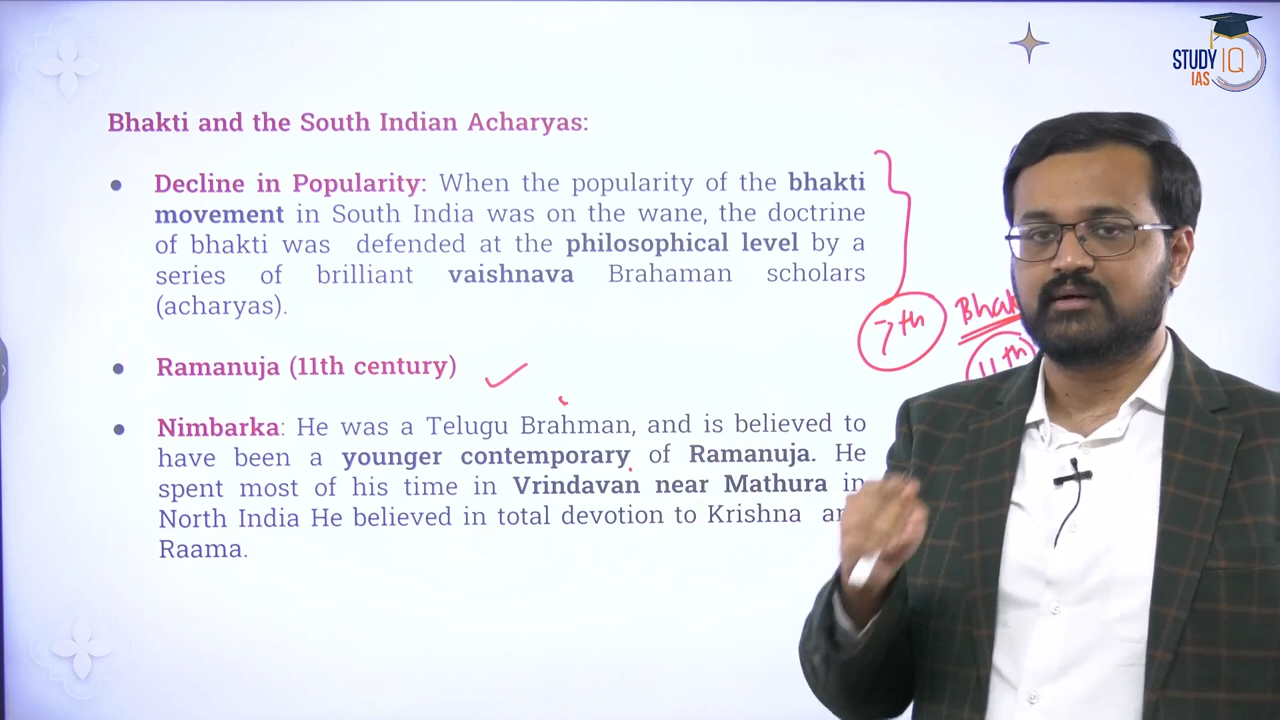 STUDY IQ
IAS
Bhakti and the South Indian Acharyas:
• Decline in Popularity: When the popularity of the bhakti
movement in South India was on the wane, the doctrine
of bhakti was defended at the philosophical level by a
series of brilliant vaishnava Brahaman scholars
(acharyas).
7th
11th
• Ramanuja (11th century)
• Nimbarka: He was a Telugu Brahman, and is believed to
have been a younger contemporary of Ramanuja. He
spent most of his time in Vrindavan near Mathura in
North India He believed in total devotion to Krishna
Raama.